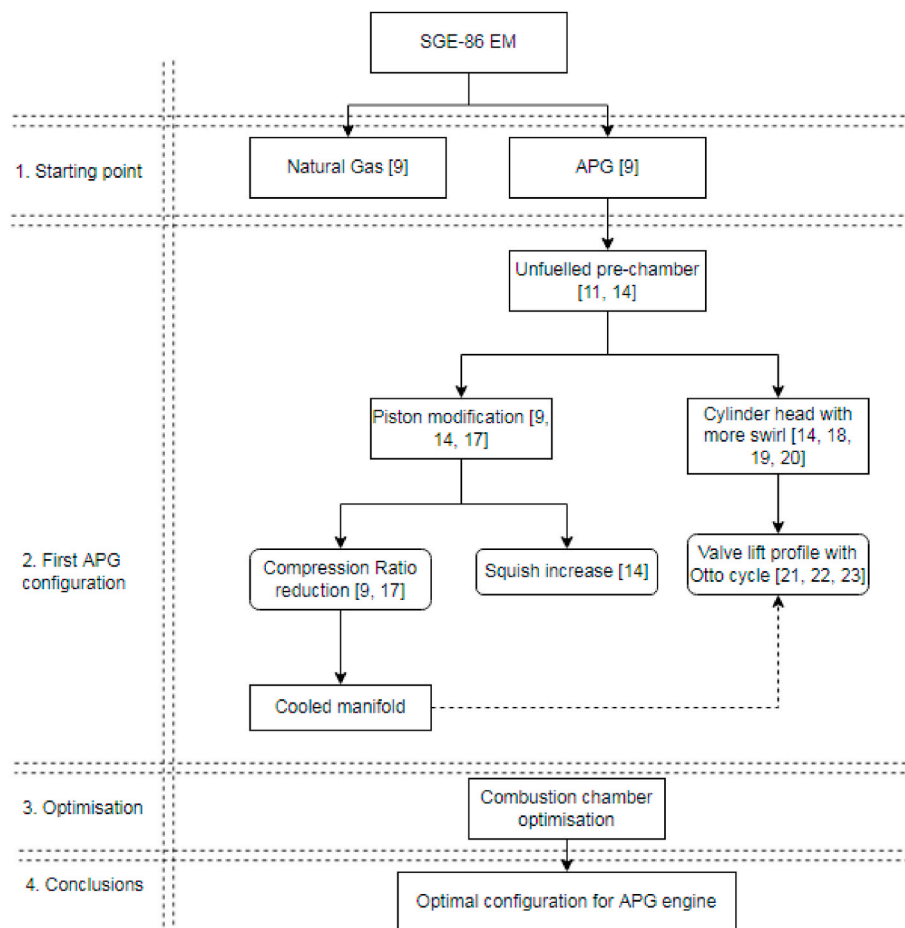 SGE-86 EM
1. Starting point
Natural Gas [9]
APG [9]
Unfuelled pre-chamber
[11, 14]
Piston modification [9,
14, 17]
Cylinder head with
more swirl [14, 18,
19, 20]
2. First APG
configuration
Compression Ratio
reduction [9, 17]
Squish increase [14]
Valve lift profile with
Otto cycle [21, 22, 23]
Cooled manifold
3. Optimisation
Combustion chamber
optimisation
4. Conclusions
Optimal configuration for APG engine